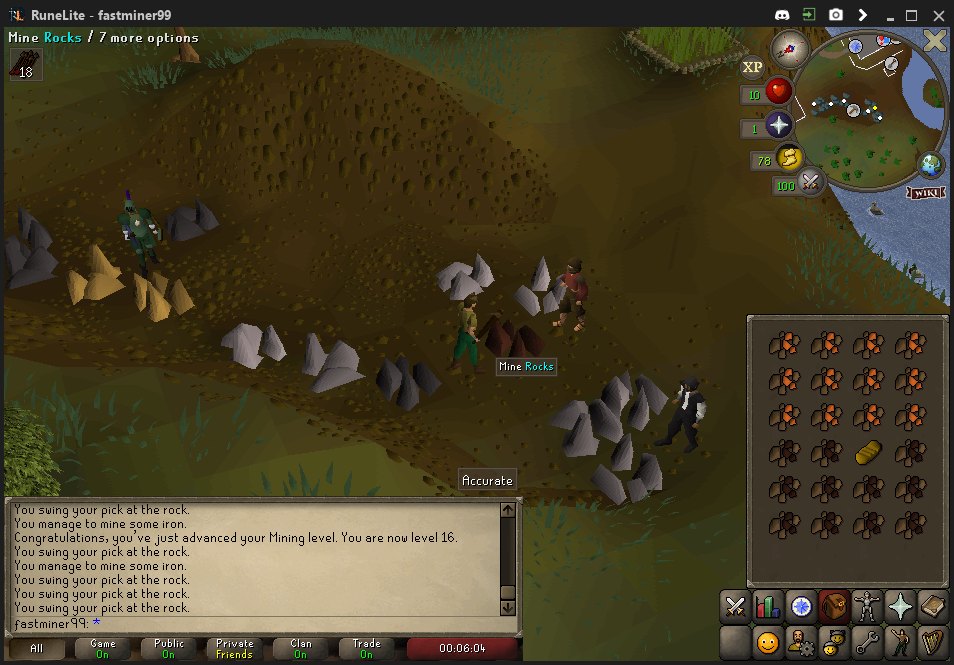 RuneLite - fastminer99
Mine Rocks / 7 more options
18
XP
10
1
78
100
WIKI
Mine Rocks
Accurate
You swing your pick at the rock.
You manage to mine some iron.
Congratulations, you've just advanced your Mining level. You are now level 16.
You swing your pick at the rock.
You manage to mine some iron.
You swing your pick at the rock.
You swing your pick at the rock.
You swing your pick at the rock.
fastminer99: *
All
Game
On
Public
On
Private
Friends
Clan
On
Trade
On
00:06:04